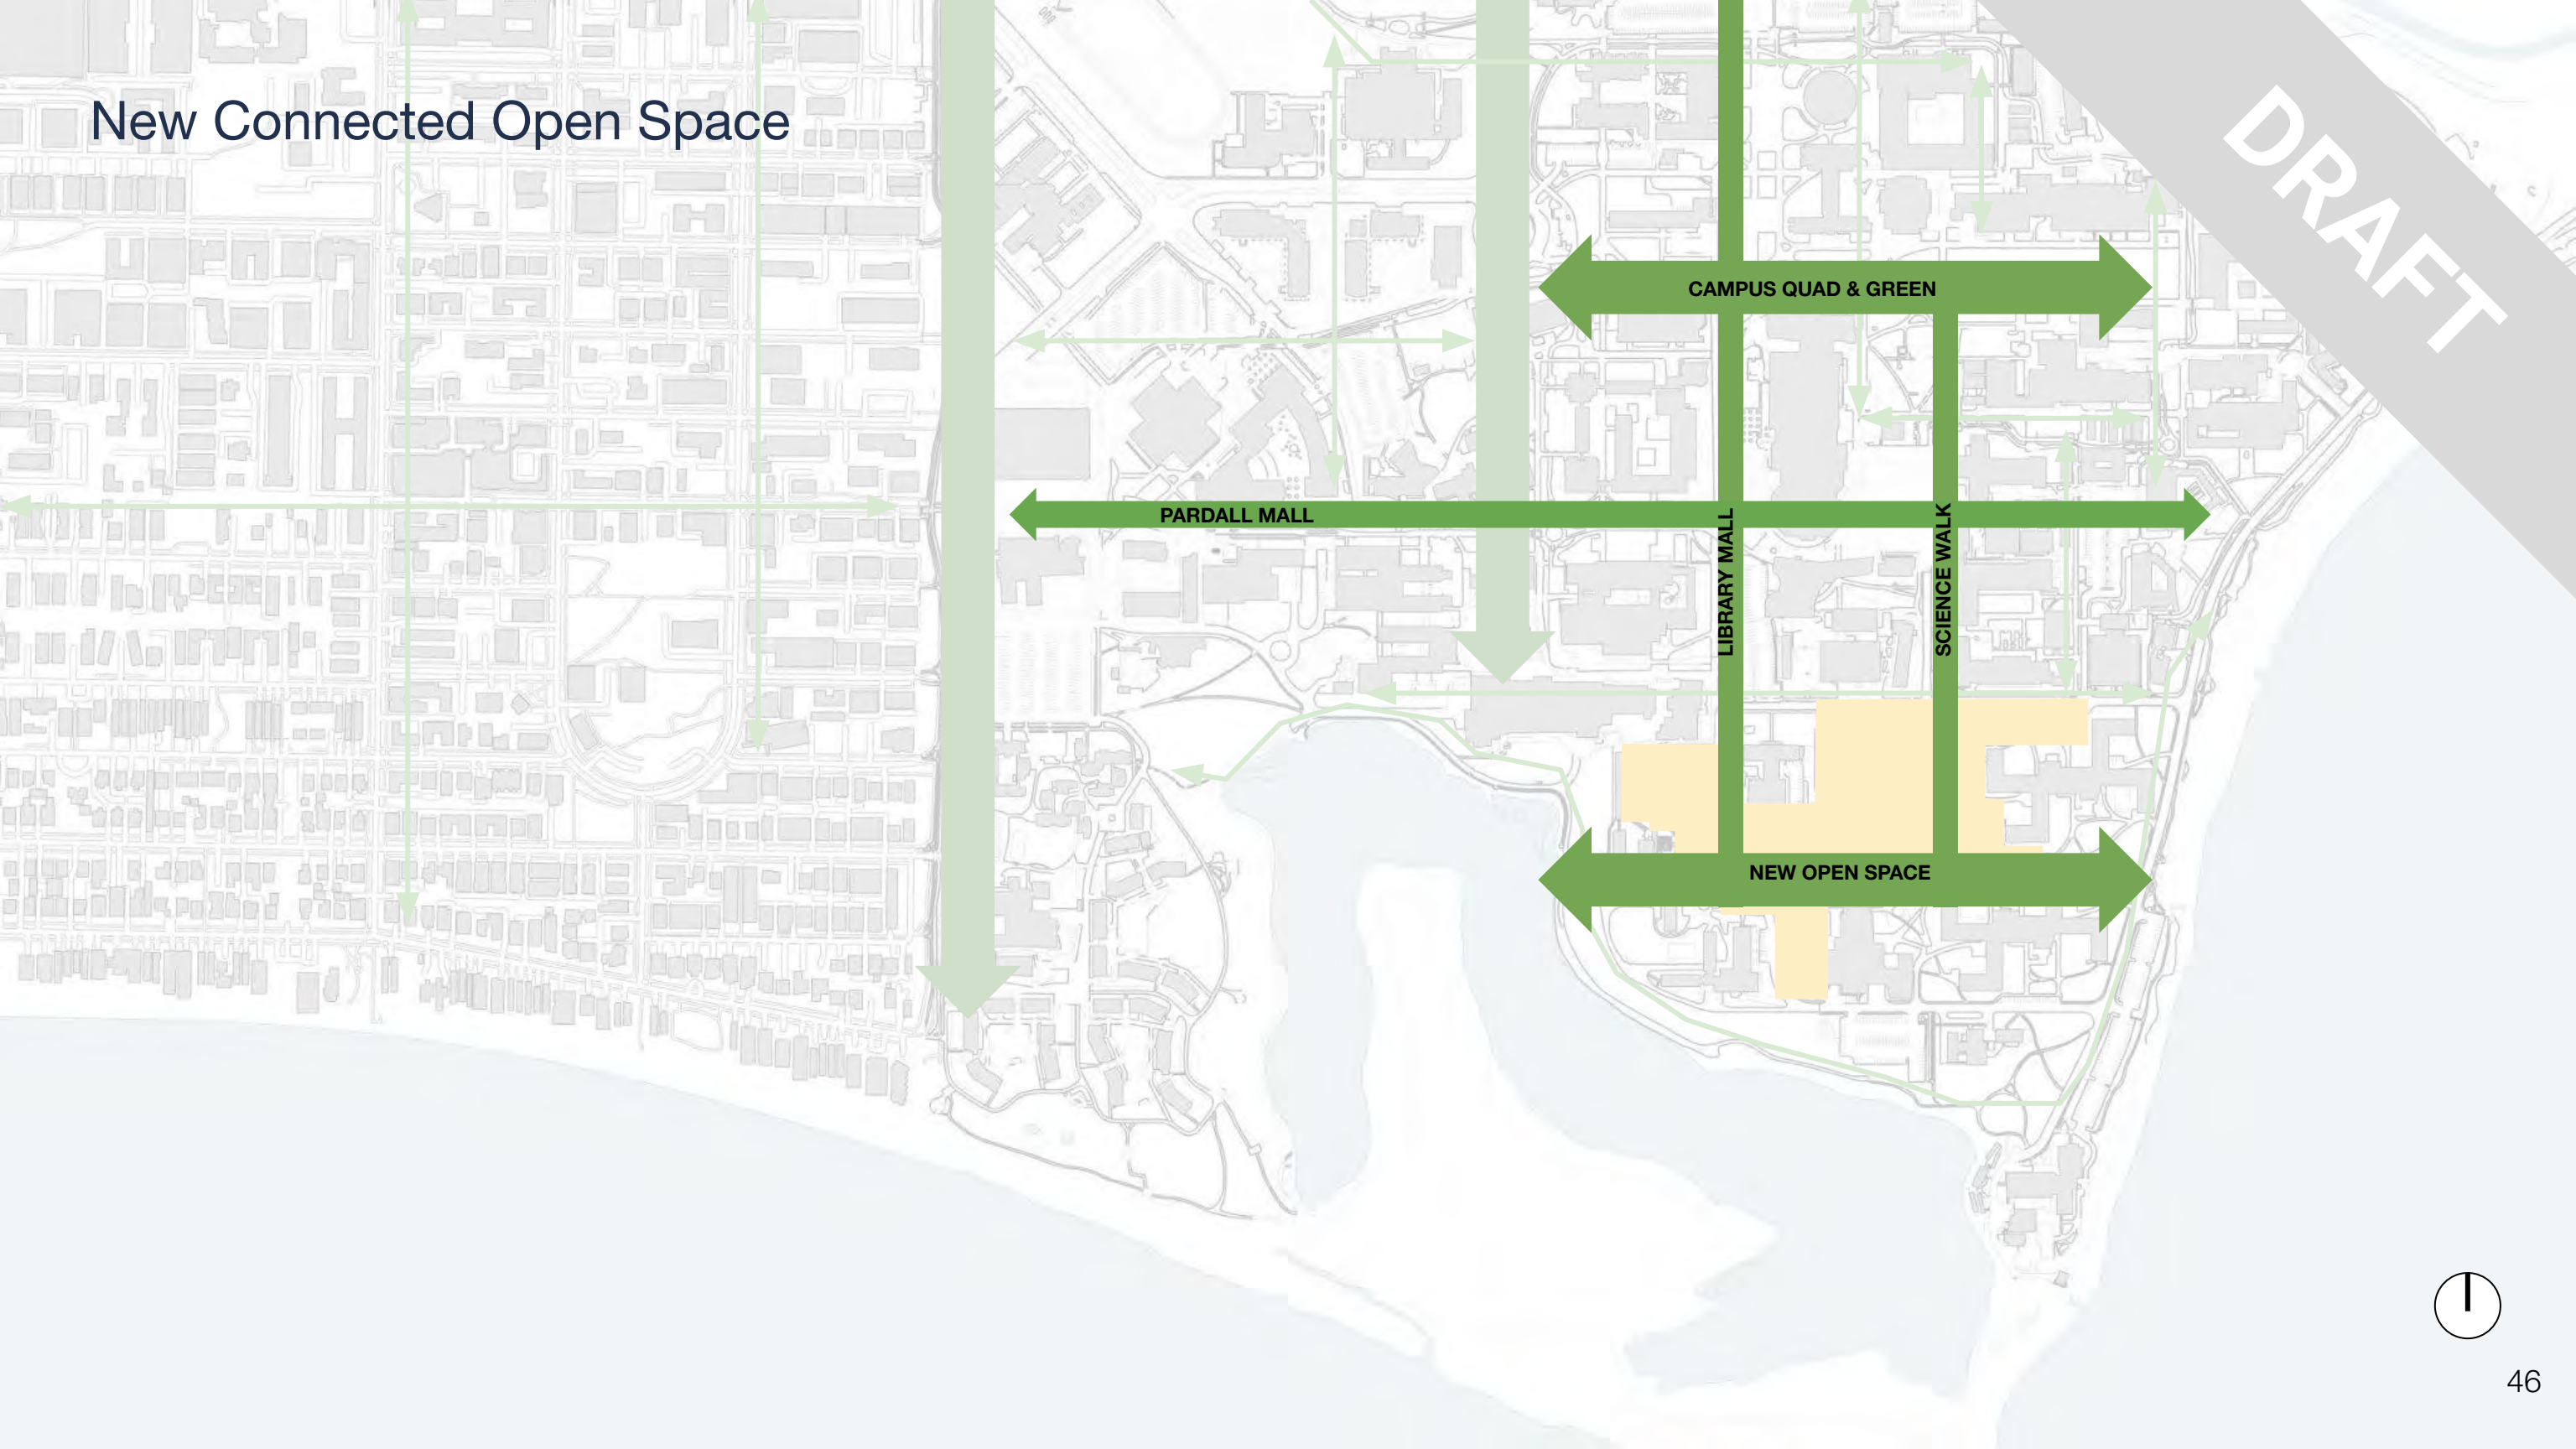 New Connected Open Space
DRAFT
CAMPUS QUAD & GREEN
PARDALL MALL
LIBRARY MALL
SCIENCE WALK
NEW OPEN SPACE
46